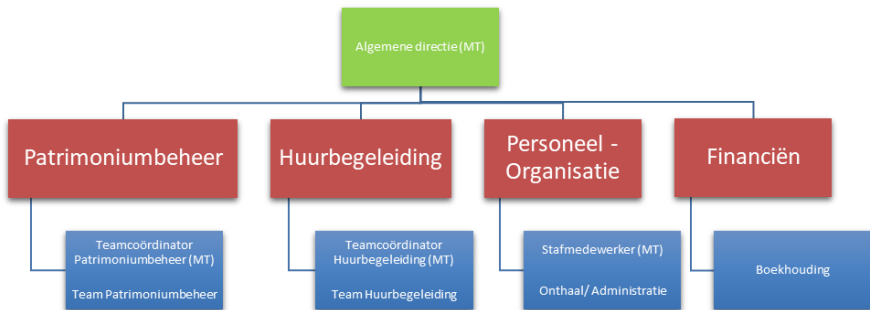 Algemene directie (MT)
Patrimoniumbeheer
Huurbegeleiding
Personeel -
Organisatie
Financiën
Teamcoördinator
Patrimoniumbeheer (MT)
Team Patrimoniumbeheer
Teamcoördinator
Huurbegeleiding (MT)
Team Huurbegeleiding
Stafmedewerker (MT)
Onthaal/ Administratie
Boekhouding